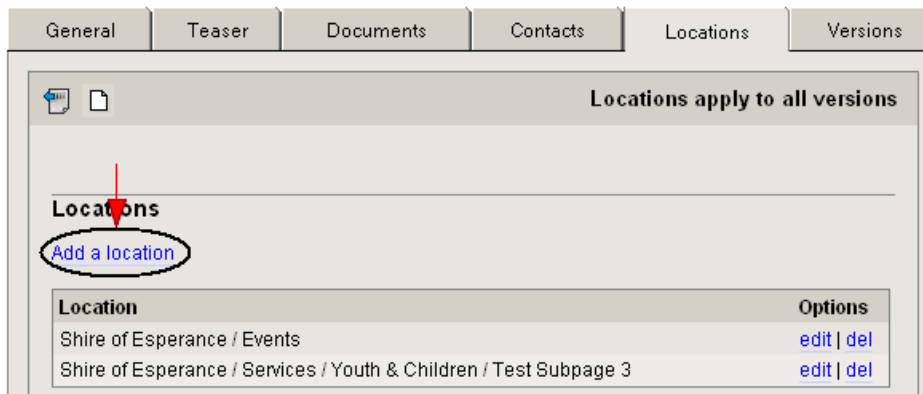 General Teaser Documents Contacts Locations Versions
Locations apply to all versions
Locations
Add a location
Location Options
Shire of Esperance / Events edit | del
Shire of Esperance / Services / Youth & Children / Test Subpage 3 edit | del